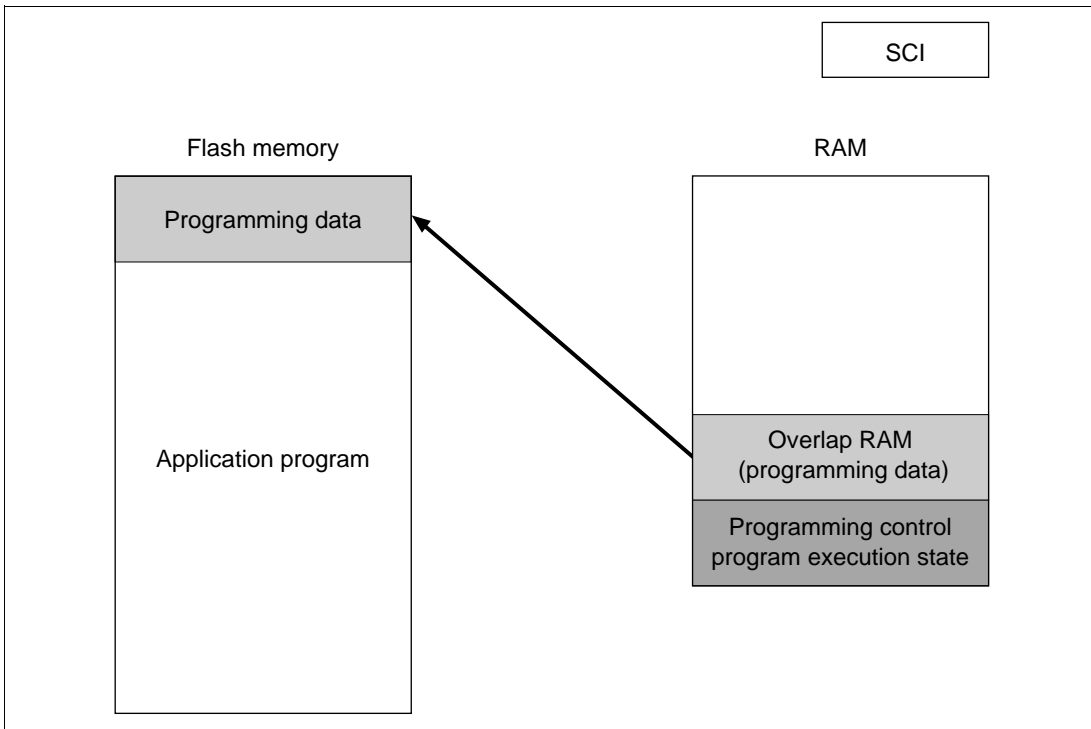 SCI
Flash memory
RAM
Programming data
Application program
Overlap RAM
(programming data)
Programming control
program execution state